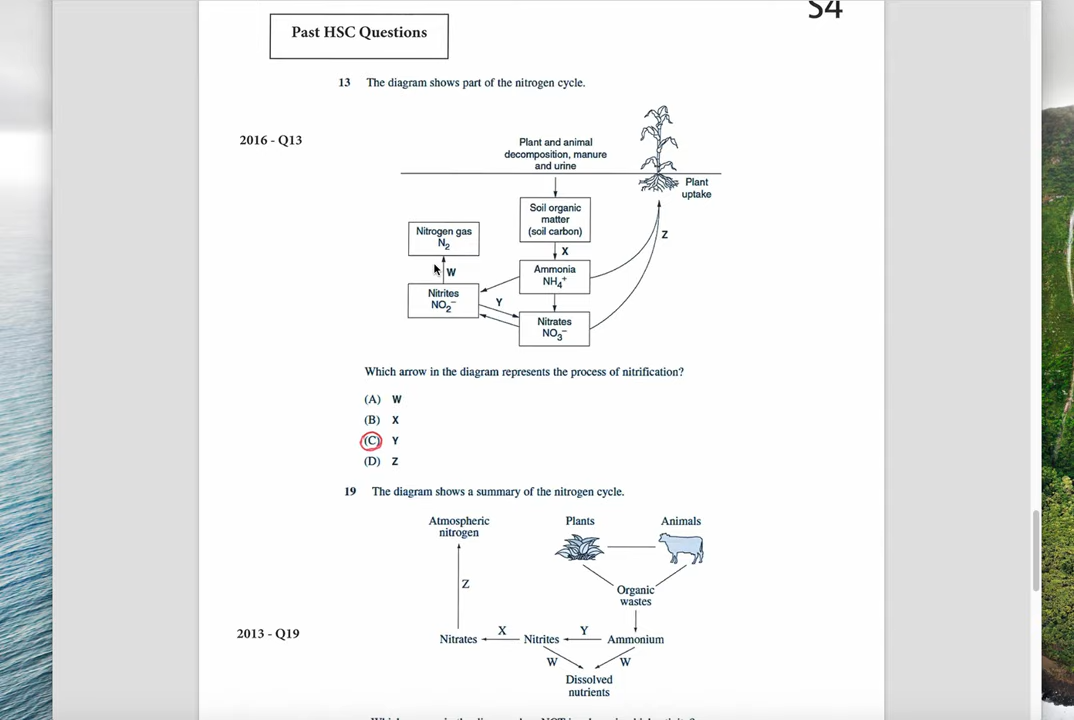 S4
Past HSC Questions
13 The diagram shows part of the nitrogen cycle.
2016 - Q13
Plant and animal
decomposition, manure
and urine
Plant
uptake
Soil organic
matter
(soil carbon)
Nitrogen gas
N₂
Z
X
W
Ammonia
NH₄⁺
Nitrites
NO₂⁻
Y
Nitrates
NO₃⁻
Which arrow in the diagram represents the process of nitrification?
(A) W
(B) X
(C) Y
(D) Z
19 The diagram shows a summary of the nitrogen cycle.
Atmospheric
nitrogen
Plants
Animals
Z
Organic
wastes
2013 - Q19
Nitrates
X
Nitrites
Y
Ammonium
W
W
Dissolved
nutrients